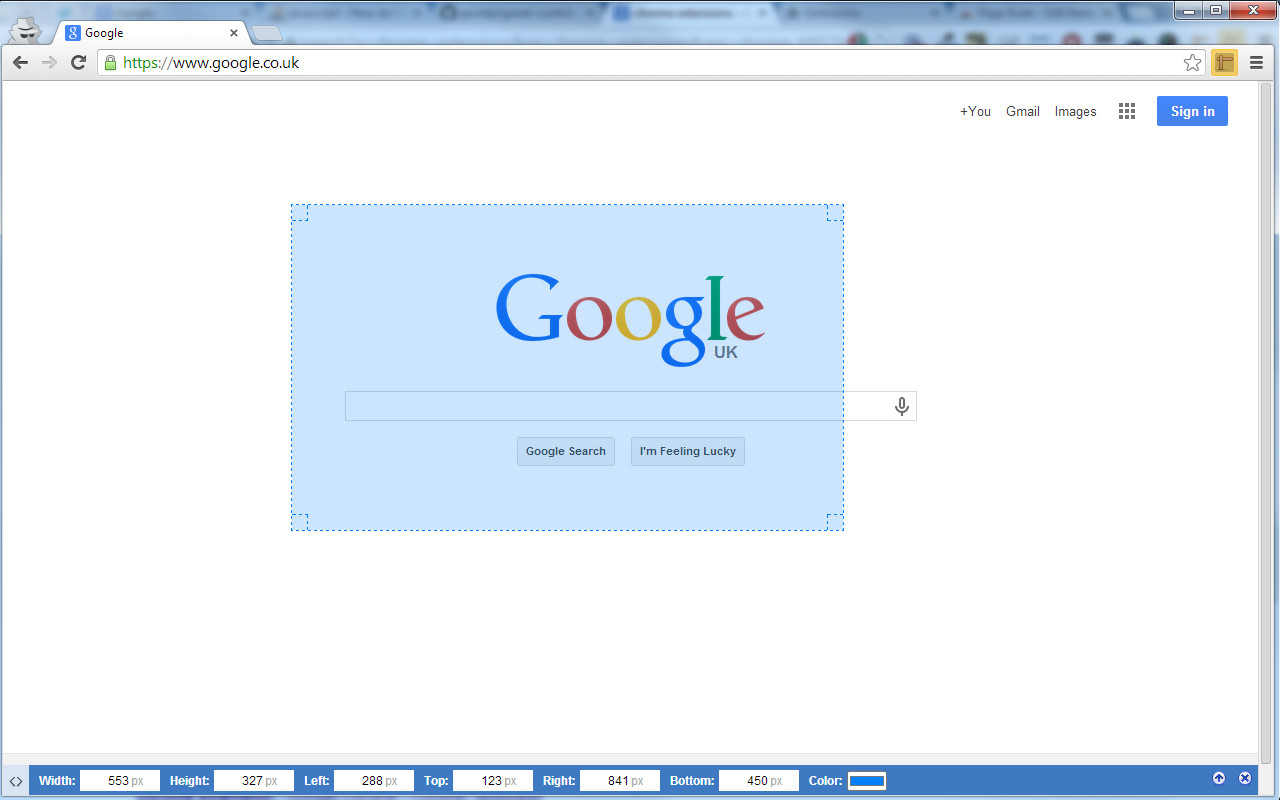 Google
https://www.google.co.uk
+You Gmail Images Sign in
Google
UK
Google Search I'm Feeling Lucky
Width: 553 px Height: 327 px Left: 288 px Top: 123 px Right: 841 px Bottom: 450 px Color: